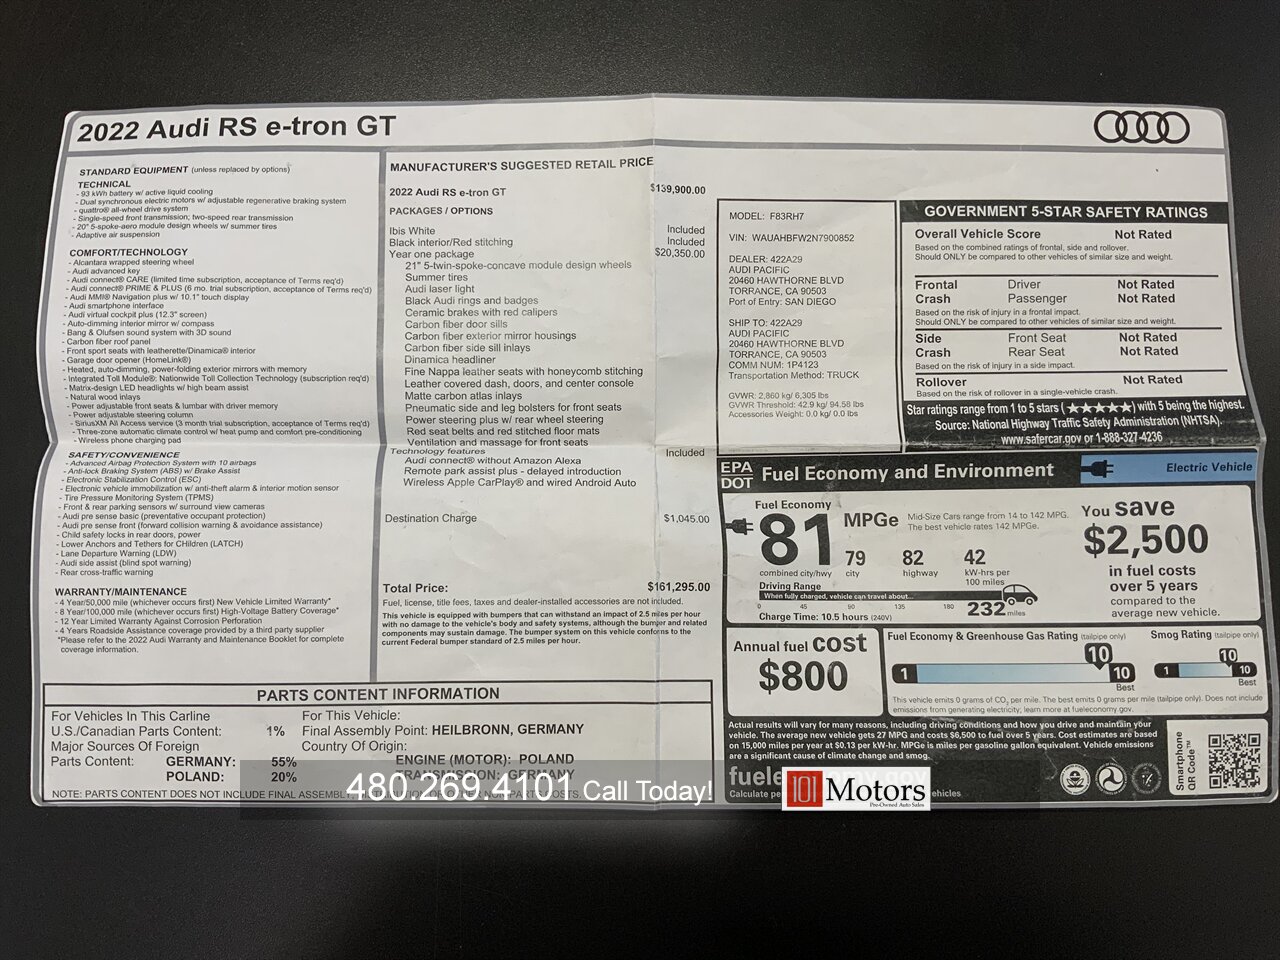 2022 Audi RS e-tron GT
STANDARD EQUIPMENT (unless replaced by options)
TECHNICAL
- 93 kWh battery w/ active liquid cooling
- Dual synchronous electric motors w/ adjustable regenerative braking system
- quattro® all-wheel drive system
- Single-speed front transmission; two-speed rear transmission
- 20" 5-spoke-aero module design wheels w/ summer tires
- Adaptive air suspension
COMFORT/TECHNOLOGY
- Alcantara wrapped steering wheel
- Audi advanced key
- Audi connect® CARE (limited time subscription, acceptance of Terms req'd)
- Audi connect® PRIME & PLUS (6 mo. trial subscription, acceptance of Terms req'd)
- Audi MMI® Navigation plus w/ 10.1" touch display
- Audi smartphone interface
- Audi virtual cockpit plus (12.3" screen)
- Auto-dimming interior mirror w/ compass
- Bang & Olufsen sound system with 3D sound
- Carbon fiber roof panel
- Front sport seats with leatherette/Dinamica® interior
- Garage door opener (HomeLink®)
- Heated, auto-dimming, power-folding exterior mirrors with memory
- Integrated Toll Module®: Nationwide Toll Collection Technology (subscription req'd)
- Matrix-design LED headlights w/ high beam assist
- Natural wood inlays
- Power adjustable front seats & lumbar with driver memory
- Power adjustable steering column
- SiriusXM All Access service (3 month trial subscription, acceptance of Terms req'd)
- Three-zone automatic climate control w/ heat pump and comfort pre-conditioning
- Wireless phone charging pad
SAFETY/CONVENIENCE
- Advanced Airbag Protection System with 10 airbags
- Anti-lock Braking System (ABS) w/ Brake Assist
- Electronic Stabilization Control (ESC)
- Electronic vehicle immobilization w/ anti-theft alarm & interior motion sensor
- Tire Pressure Monitoring System (TPMS)
- Front & rear parking sensors w/ surround view cameras
- Audi pre sense basic (preventative occupant protection)
- Audi pre sense front (forward collision warning & avoidance assistance)
- Child safety locks in rear doors, power
- Lower Anchors and Tethers for CHildren (LATCH)
- Lane Departure Warning (LDW)
- Audi side assist (blind spot warning)
- Rear cross-traffic warning
WARRANTY/MAINTENANCE
- 4 Year/50,000 mile (whichever occurs first) New Vehicle Limited Warranty*
- 8 Year/100,000 mile (whichever occurs first) High-Voltage Battery Coverage*
- 12 Year Limited Warranty Against Corrosion Perforation
- 4 Years Roadside Assistance coverage provided by a third party supplier
*Please refer to the 2022 Audi Warranty and Maintenance Booklet for complete
coverage information.
MANUFACTURER'S SUGGESTED RETAIL PRICE
2022 Audi RS e-tron GT $139,900.00
PACKAGES / OPTIONS
Ibis White Included
Black interior/Red stitching Included
Year one package $20,350.00
21" 5-twin-spoke-concave module design wheels
Summer tires
Audi laser light
Black Audi rings and badges
Ceramic brakes with red calipers
Carbon fiber door sills
Carbon fiber exterior mirror housings
Carbon fiber side sill inlays
Dinamica headliner
Fine Nappa leather seats with honeycomb stitching
Leather covered dash, doors, and center console
Matte carbon atlas inlays
Pneumatic side and leg bolsters for front seats
Power steering plus w/ rear wheel steering
Red seat belts and red stitched floor mats
Ventilation and massage for front seats
Technology features Included
Audi connect® without Amazon Alexa
Remote park assist plus - delayed introduction
Wireless Apple CarPlay® and wired Android Auto
Destination Charge $1,045.00
Total Price: $161,295.00
Fuel, license, title fees, taxes and dealer-installed accessories are not included.
This vehicle is equipped with bumpers that can withstand an impact of 2.5 miles per hour
with no damage to the vehicle's body and safety systems, although the bumper and related
components may sustain damage. The bumper system on this vehicle conforms to the
current Federal bumper standard of 2.5 miles per hour.
MODEL: F83RH7
VIN: WAUAHBFW2N7900852
DEALER: 422A29
AUDI PACIFIC
20460 HAWTHORNE BLVD
TORRANCE, CA 90503
Port of Entry: SAN DIEGO
SHIP TO: 422A29
AUDI PACIFIC
20460 HAWTHORNE BLVD
TORRANCE, CA 90503
COMM NUM: 1P4123
Transportation Method: TRUCK
GVWR: 2,860 kg/ 6,305 lbs
GVWR Threshold: 42.9 kg/ 94.58 lbs
Accessories Weight: 0.0 kg/ 0.0 lbs
GOVERNMENT 5-STAR SAFETY RATINGS
Overall Vehicle Score Not Rated
Based on the combined ratings of frontal, side and rollover.
Should ONLY be compared to other vehicles of similar size and weight.
Frontal Driver Not Rated
Crash Passenger Not Rated
Based on the risk of injury in a frontal impact.
Should ONLY be compared to other vehicles of similar size and weight.
Side Front Seat Not Rated
Crash Rear Seat Not Rated
Based on the risk of injury in a side impact.
Rollover Not Rated
Based on the risk of rollover in a single-vehicle crash.
Star ratings range from 1 to 5 stars (★★★★★) with 5 being the highest.
Source: National Highway Traffic Safety Administration (NHTSA).
www.safercar.gov or 1-888-327-4236
EPA
DOT
Fuel Economy and Environment
Electric Vehicle
Fuel Economy
81 MPGe
combined city/hwy
79
city
82
highway
42
kW-hrs per
100 miles
Mid-Size Cars range from 14 to 142 MPG.
The best vehicle rates 142 MPGe.
Driving Range
When fully charged, vehicle can travel about...
0 45 90 135 180 232 miles
Charge Time: 10.5 hours (240V)
You save
$2,500
in fuel costs
over 5 years
compared to the
average new vehicle.
Annual fuel cost
$800
Fuel Economy & Greenhouse Gas Rating (tailpipe only)
1 10 10
Best
Smog Rating (tailpipe only)
1 10 10
Best
This vehicle emits 0 grams of CO2 per mile. The best emits 0 grams per mile (tailpipe only). Does not include
emissions from generating electricity; learn more at fueleconomy.gov.
Actual results will vary for many reasons, including driving conditions and how you drive and maintain your
vehicle. The average new vehicle gets 27 MPG and costs $6,500 to fuel over 5 years. Cost estimates are based
on 15,000 miles per year at $0.13 per kW-hr. MPGe is miles per gasoline gallon equivalent. Vehicle emissions
are a significant cause of climate change and smog.
Smartphone
QR Code™
PARTS CONTENT INFORMATION
For Vehicles In This Carline
U.S./Canadian Parts Content: 1%
Major Sources Of Foreign
Parts Content: GERMANY: 55%
POLAND: 20%
For This Vehicle:
Final Assembly Point: HEILBRONN, GERMANY
Country Of Origin:
ENGINE (MOTOR): POLAND
TRANSMISSION: GERMANY
NOTE: PARTS CONTENT DOES NOT INCLUDE FINAL ASSEMBLY,
480.269.4101 Call Today!
101 Motors
Pre-Owned Auto Sales